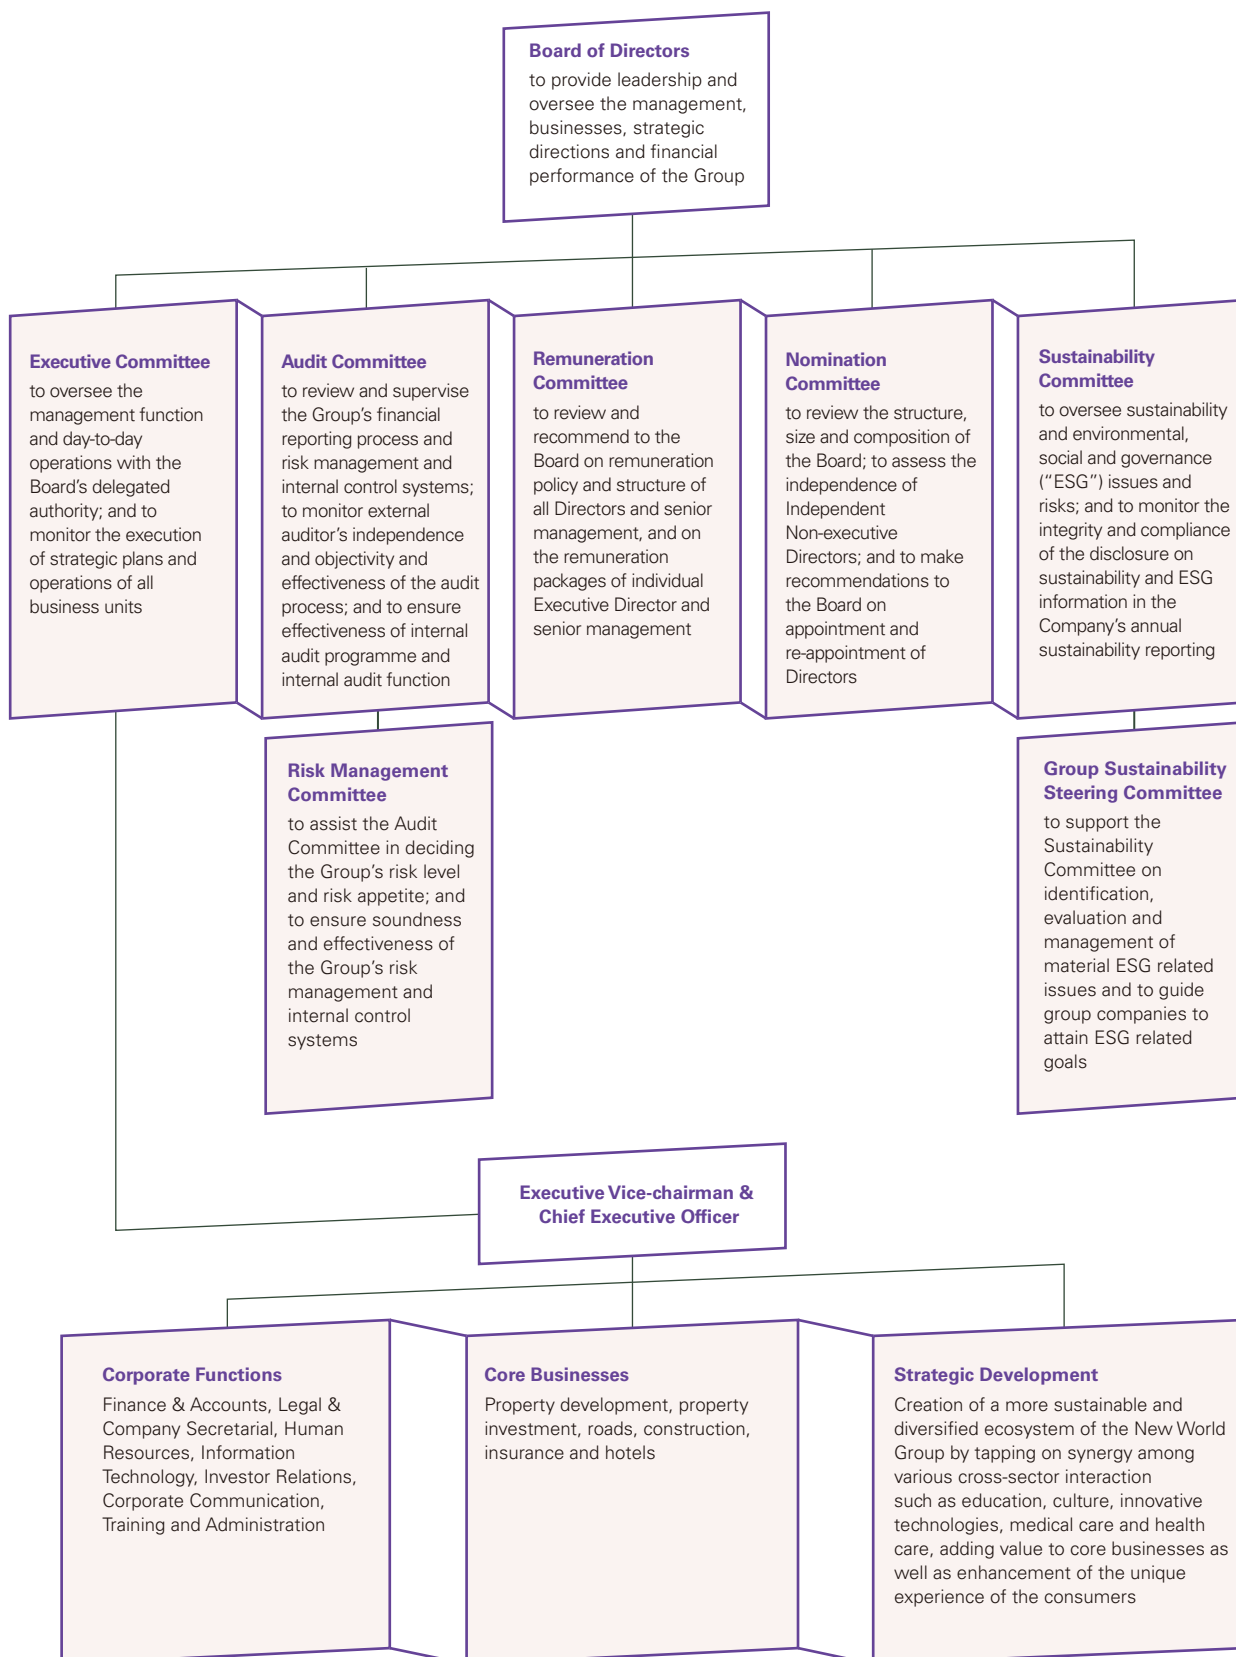 Board of Directors
to provide leadership and
oversee the management,
businesses, strategic
directions and financial
performance of the Group
Executive Committee
to oversee the
management function
and day-to-day
operations with the
Board's delegated
authority; and to
monitor the execution
of strategic plans and
operations of all
business units
Audit Committee
to review and supervise
the Group's financial
reporting process and
risk management and
internal control systems;
to monitor external
auditor's independence
and objectivity and
effectiveness of the audit
process; and to ensure
effectiveness of internal
audit programme and
internal audit function
Remuneration
Committee
to review and
recommend to the
Board on remuneration
policy and structure of
all Directors and senior
management, and on
the remuneration
packages of individual
Executive Director and
senior management
Nomination
Committee
to review the structure,
size and composition of
the Board; to assess the
independence of
Independent
Non-executive
Directors; and to make
recommendations to
the Board on
appointment and
re-appointment of
Directors
Sustainability
Committee
to oversee sustainability
and environmental,
social and governance
(“ESG”) issues and
risks; and to monitor the
integrity and compliance
of the disclosure on
sustainability and ESG
information in the
Company's annual
sustainability reporting
Risk Management
Committee
to assist the Audit
Committee in deciding
the Group's risk level
and risk appetite; and
to ensure soundness
and effectiveness of
the Group's risk
management and
internal control
systems
Group Sustainability
Steering Committee
to support the
Sustainability
Committee on
identification,
evaluation and
management of
material ESG related
issues and to guide
group companies to
attain ESG related
goals
Executive Vice-chairman &
Chief Executive Officer
Corporate Functions
Finance & Accounts, Legal &
Company Secretarial, Human
Resources, Information
Technology, Investor Relations,
Corporate Communication,
Training and Administration
Core Businesses
Property development, property
investment, roads, construction,
insurance and hotels
Strategic Development
Creation of a more sustainable and
diversified ecosystem of the New World
Group by tapping on synergy among
various cross-sector interaction
such as education, culture, innovative
technologies, medical care and health
care, adding value to core businesses as
well as enhancement of the unique
experience of the consumers